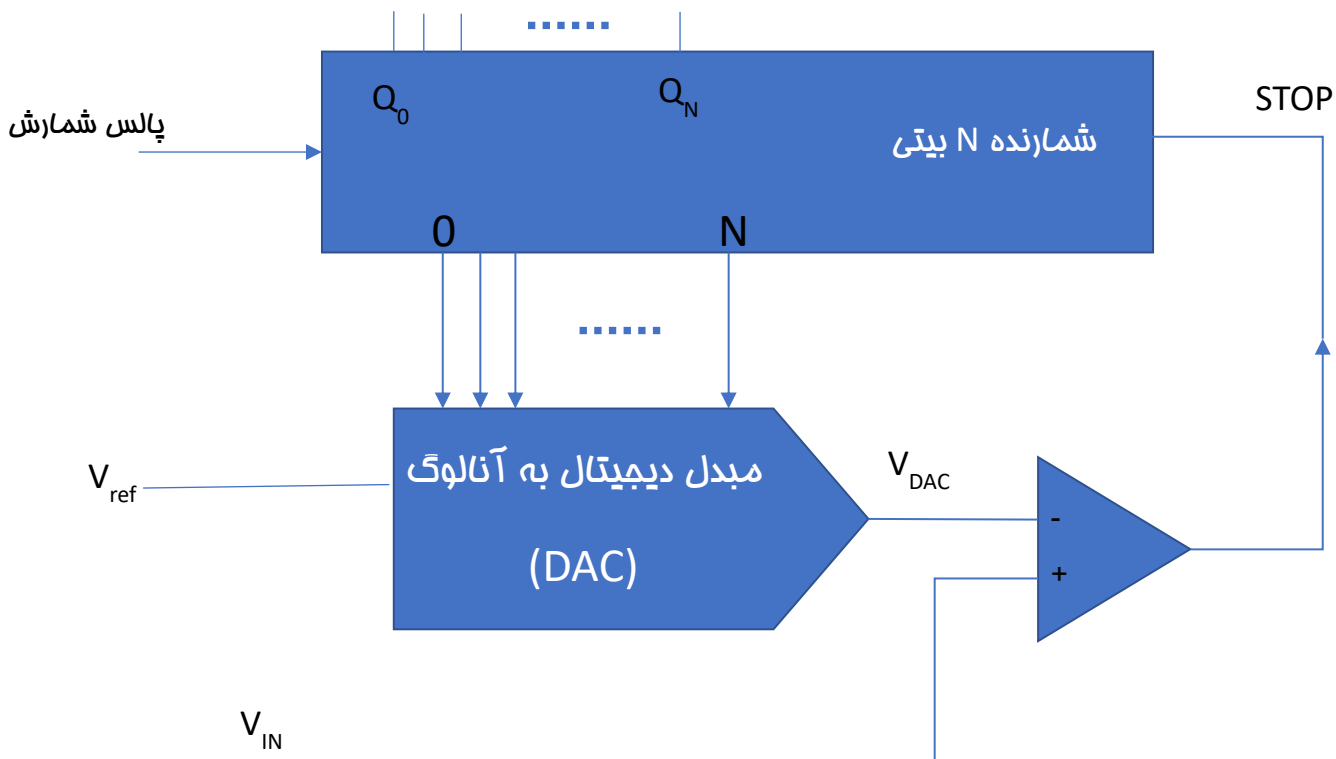 ......
Q0
QN
STOP
پالس شمارش
شمارنده N بیتی
0
N
......
مبدل دیجیتال به آنالوگ
(DAC)
Vref
VDAC
-
+
VIN